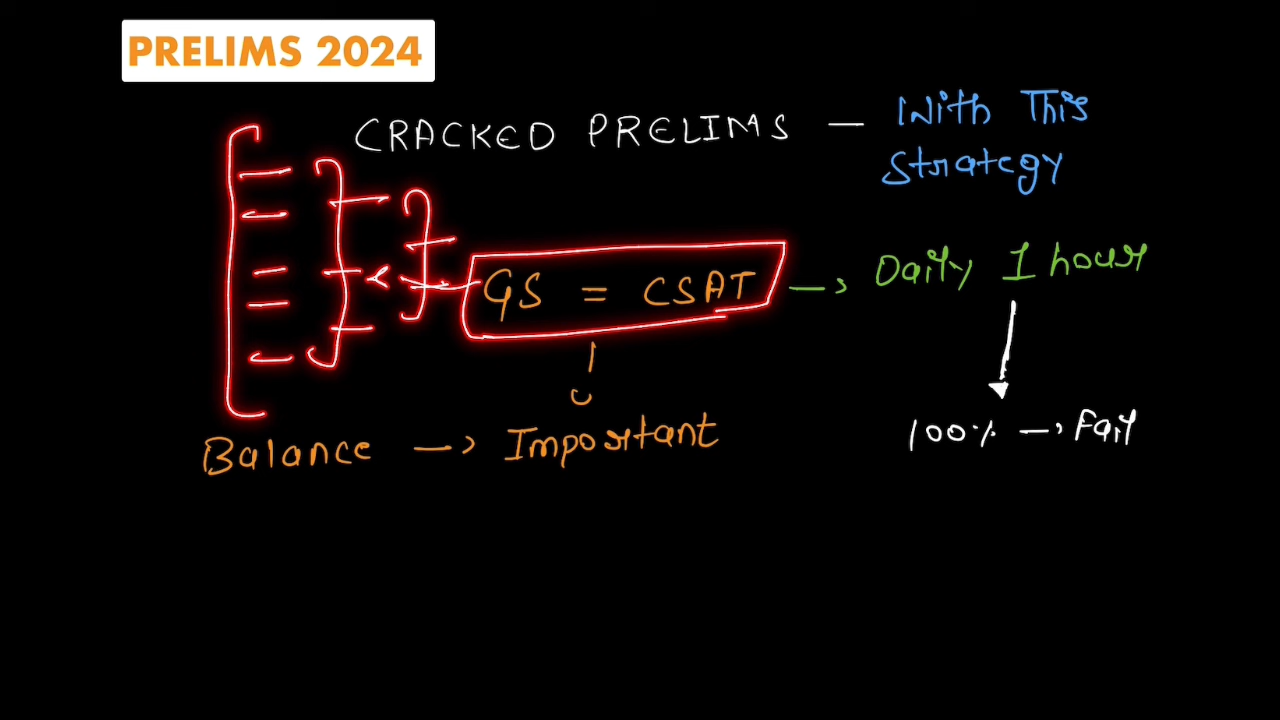 PRELIMS 2024
CRACKED PRELIMS — With This
Strategy
GS = CSAT → Daily 1 hour
Balance → Important
100% → Fail